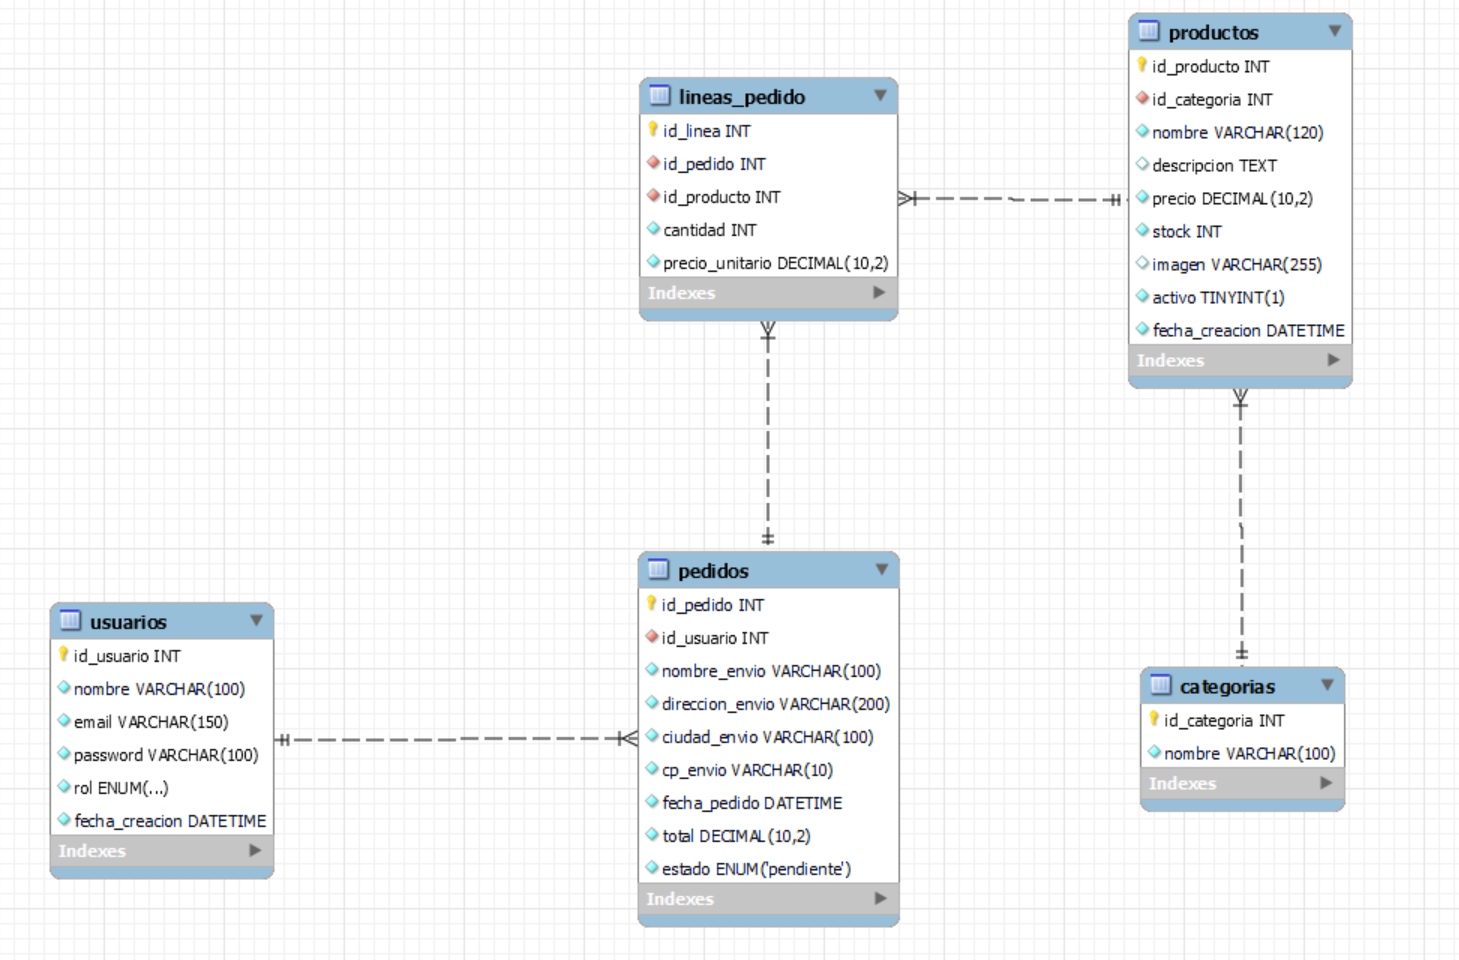 productos
id_producto INT
id_categoria INT
nombre VARCHAR(120)
descripcion TEXT
precio DECIMAL(10,2)
stock INT
imagen VARCHAR(255)
activo TINYINT(1)
fecha_creacion DATETIME
Indexes
lineas_pedido
id_linea INT
id_pedido INT
id_producto INT
cantidad INT
precio_unitario DECIMAL(10,2)
Indexes
pedidos
id_pedido INT
id_usuario INT
nombre_envio VARCHAR(100)
direccion_envio VARCHAR(200)
ciudad_envio VARCHAR(100)
cp_envio VARCHAR(10)
fecha_pedido DATETIME
total DECIMAL(10,2)
estado ENUM('pendiente')
Indexes
usuarios
id_usuario INT
nombre VARCHAR(100)
email VARCHAR(150)
password VARCHAR(100)
rol ENUM(...)
fecha_creacion DATETIME
Indexes
categorias
id_categoria INT
nombre VARCHAR(100)
Indexes